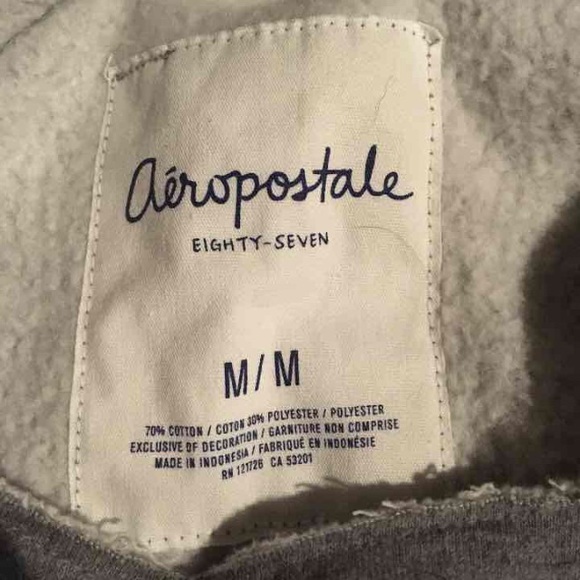 aéropostale
EIGHTY-SEVEN
M/M
70% COTTON / COTON 30% POLYESTER / POLYESTER
EXCLUSIVE OF DECORATION / GARNITURE NON COMPRISE
MADE IN INDONESIA / FABRIQUÉ EN INDONÉSIE
RN 121726 CA 53201